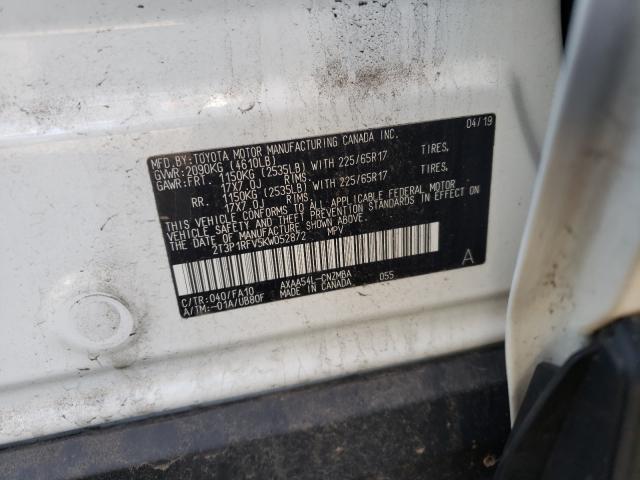 MFD. BY: TOYOTA MOTOR MANUFACTURING CANADA INC. 04/19
GVWR: 2090KG (4610LB)
GAWR: FRT. 1150KG (2535LB) WITH 225/65R17 TIRES,
17X7.0J RIMS,
RR. 1150KG (2535LB) WITH 225/65R17 TIRES,
17X7.0J RIMS,
THIS VEHICLE CONFORMS TO ALL APPLICABLE FEDERAL MOTOR
VEHICLE SAFETY AND THEFT PREVENTION STANDARDS IN EFFECT ON
THE DATE OF MANUFACTURE SHOWN ABOVE.
2T3P1RFV5KW052872 MPV
C/TR: 040/FA10 AXAA54L-CNZMBA 055 A
A/TM: -01A/UB80F MADE IN CANADA